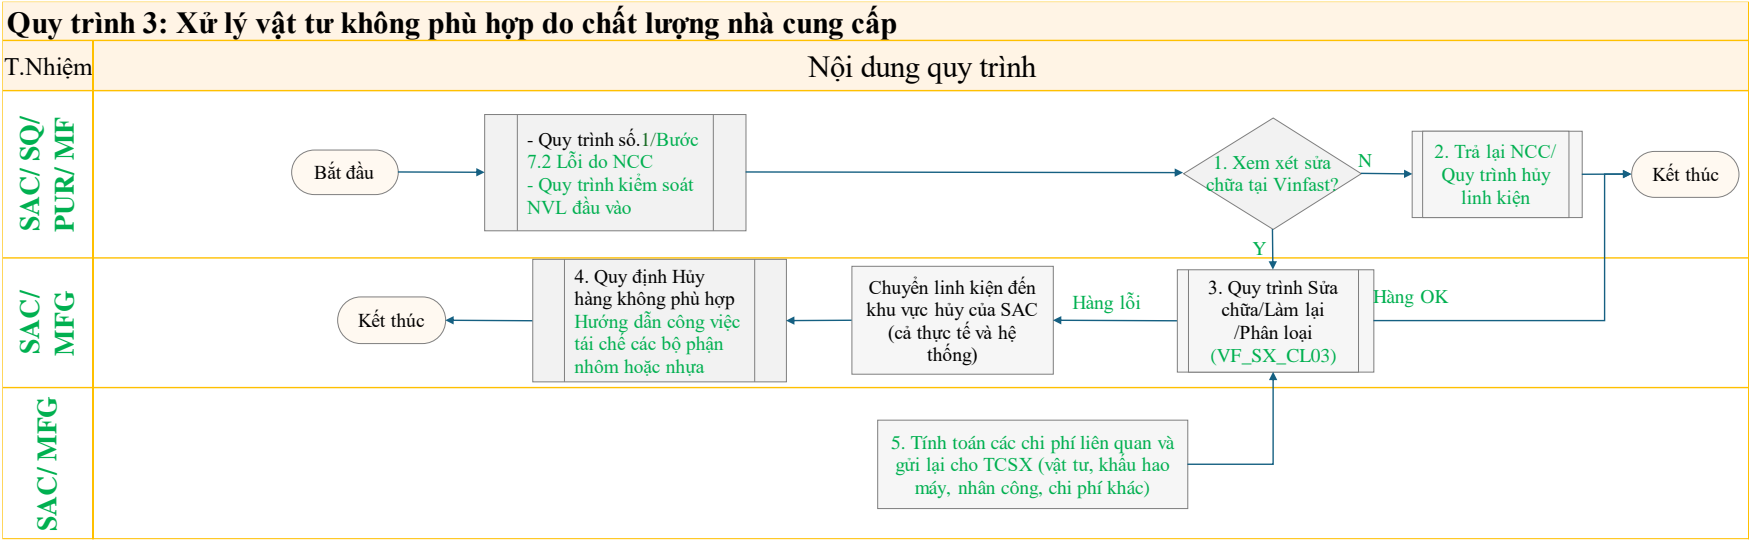 Quy trình 3: Xử lý vật tư không phù hợp do chất lượng nhà cung cấp
T.Nhiệm
Nội dung quy trình
SAC/ SQ/
PUR/ MF
Bắt đầu
- Quy trình số.1/Bước
7.2 Lỗi do NCC
- Quy trình kiểm soát
NVL đầu vào
1. Xem xét sửa
chữa tại Vinfast?
N
Y
2. Trả lại NCC/
Quy trình hủy
linh kiện
Kết thúc
SAC/
MFG
Kết thúc
4. Quy định Hủy
hàng không phù hợp
Hướng dẫn công việc
tái chế các bộ phận
nhôm hoặc nhựa
Chuyển linh kiện đến
khu vực hủy của SAC
(cả thực tế và hệ
thống)
Hàng lỗi
3. Quy trình Sửa
chữa/Làm lại
/Phân loại
(VF_SX_CL03)
Hàng OK
SAC/ MFG
5. Tính toán các chi phí liên quan và
gửi lại cho TCSX (vật tư, khấu hao
máy, nhân công, chi phí khác)